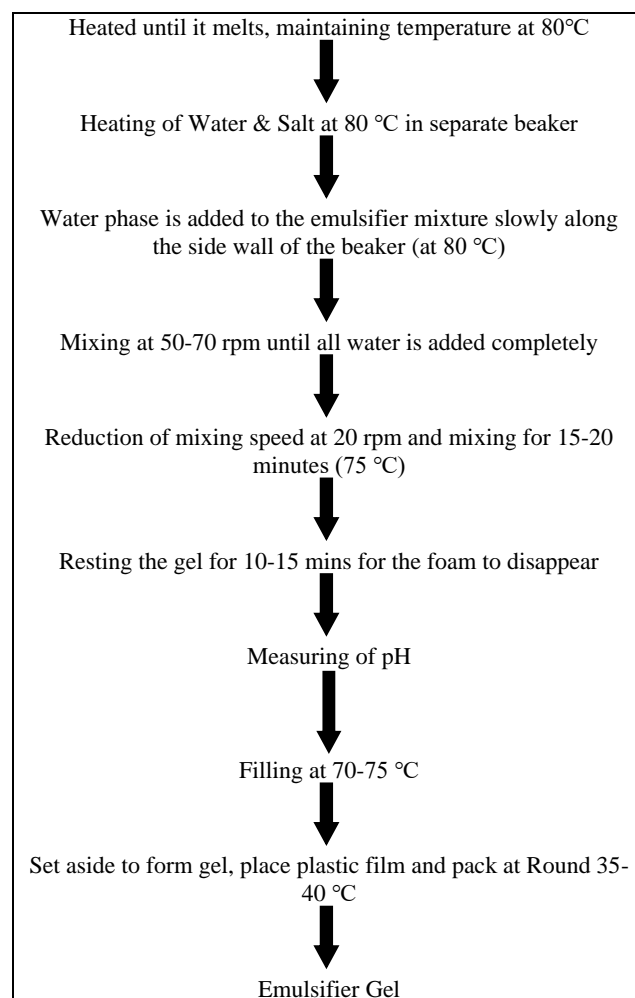 Heated until it melts, maintaining temperature at 80℃
Heating of Water & Salt at 80 ℃ in separate beaker
Water phase is added to the emulsifier mixture slowly along
the side wall of the beaker (at 80 ℃)
Mixing at 50-70 rpm until all water is added completely
Reduction of mixing speed at 20 rpm and mixing for 15-20
minutes (75 ℃)
Resting the gel for 10-15 mins for the foam to disappear
Measuring of pH
Filling at 70-75 ℃
Set aside to form gel, place plastic film and pack at Round 35-
40 ℃
Emulsifier Gel